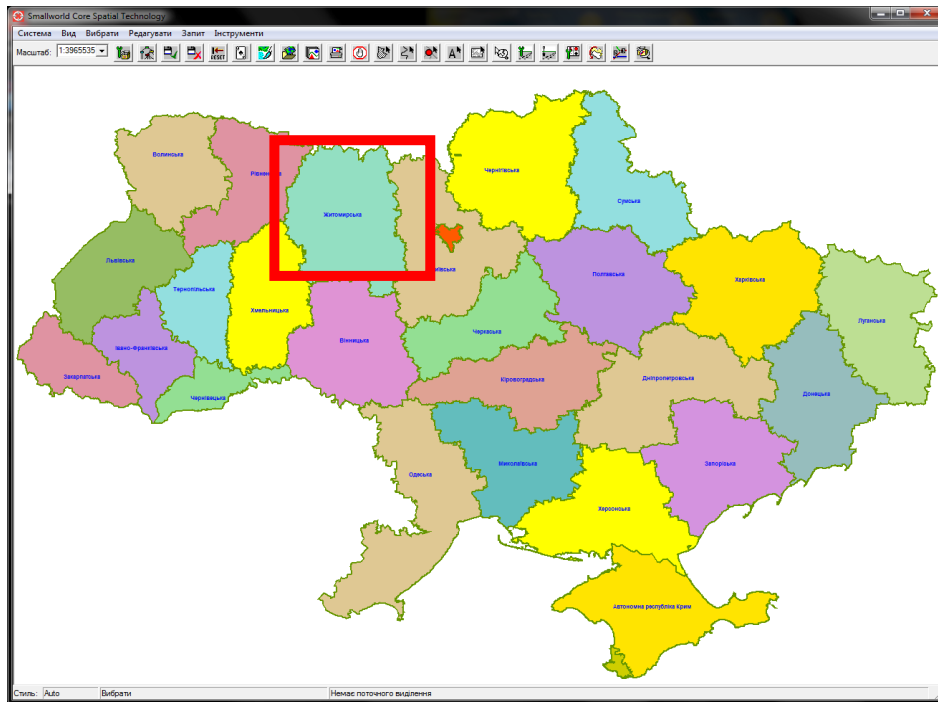 Smallworld Core Spatial Technology
Система Вид Вибрати Редагувати Запит Інструменти
Масштаб: 1:3965535
RESET
Волинська
Чернігівська
Житомирська
Сумська
Львівська
Тернопільська
Полтавська
Харківська
Хмельницька
Луганська
Вінницька
Черкаська
Івано-Франківська
Закарпатська
Кіровоградська
Дніпропетровська
Чернівецька
Донецька
Одеська
Миколаївська
Запорізька
Херсонська
Автономна республіка Крим
Стиль: Auto Вибрати Немає поточного виділення